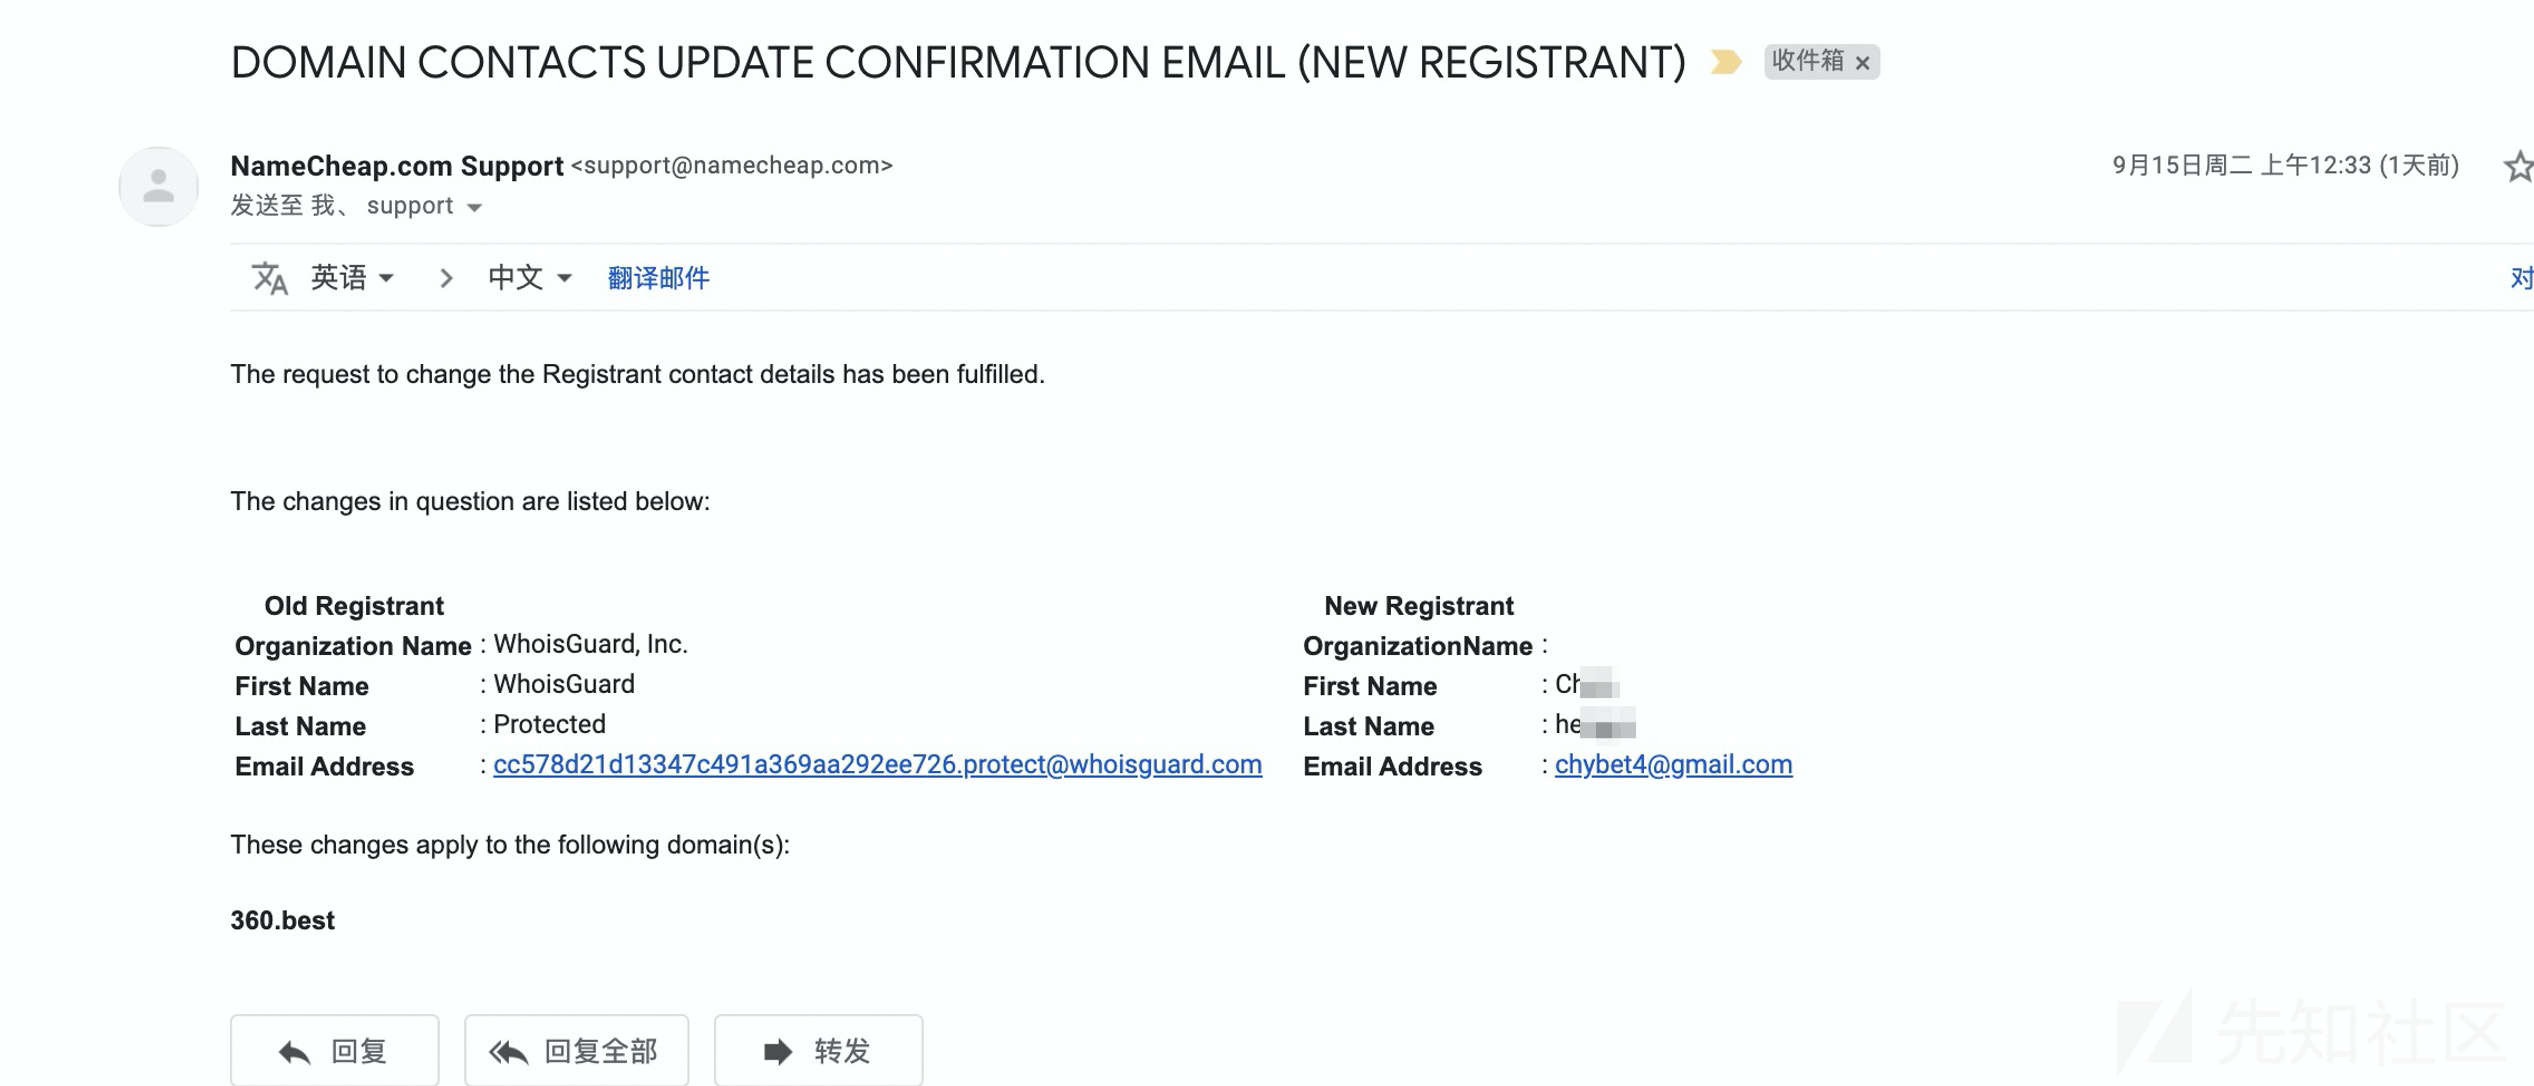 DOMAIN CONTACTS UPDATE CONFIRMATION EMAIL (NEW REGISTRANT) 收件箱 ×
NameCheap.com Support <support@namecheap.com> 9月15日周二 上午12:33 (1天前)
发送至 我、 support
英语 中文 翻译邮件 对
The request to change the Registrant contact details has been fulfilled.
The changes in question are listed below:
Old Registrant New Registrant
Organization Name : WhoisGuard, Inc. OrganizationName :
First Name : WhoisGuard First Name :
Last Name : Protected Last Name : he
Email Address : cc578d21d13347c491a369aa292ee726.protect@whoisguard.com Email Address : chybet4@gmail.com
These changes apply to the following domain(s):
360.best
回复 回复全部 转发
先知社区